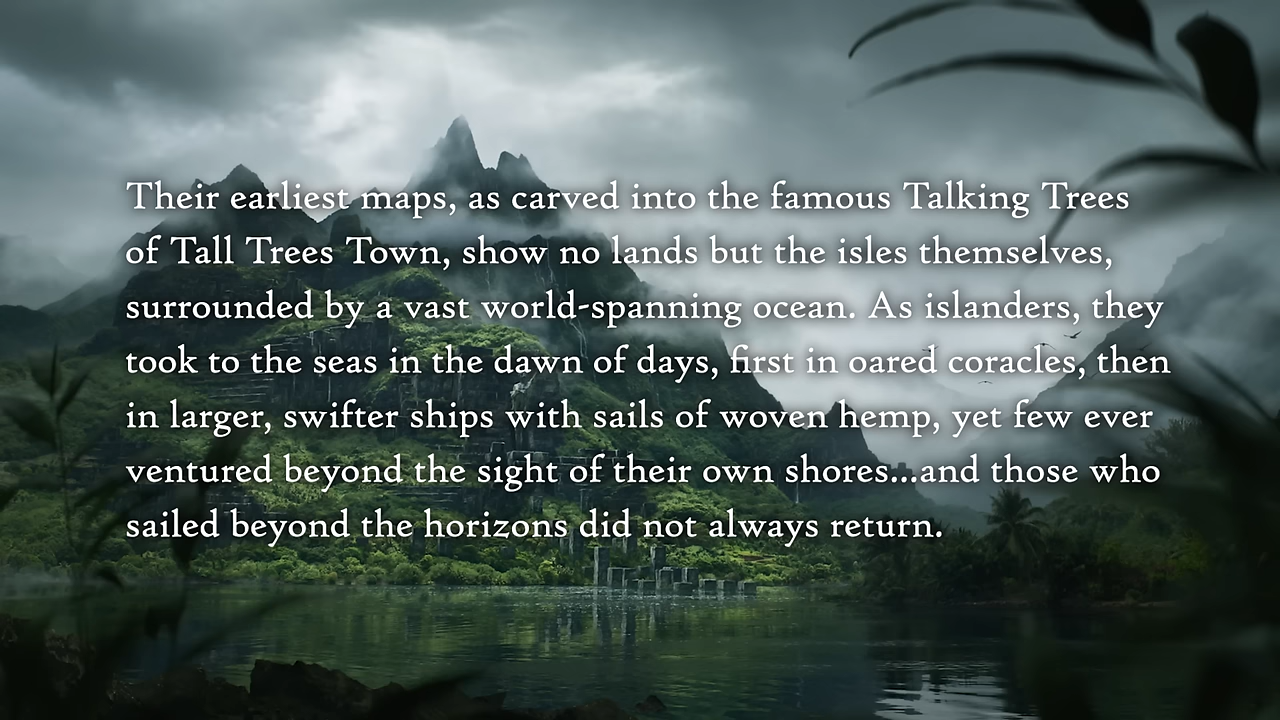 Their earliest maps, as carved into the famous Talking Trees
of Tall Trees Town, show no lands but the isles themselves,
surrounded by a vast world-spanning ocean. As islanders, they
took to the seas in the dawn of days, first in oared coracles, then
in larger, swifter ships with sails of woven hemp, yet few ever
ventured beyond the sight of their own shores...and those who
sailed beyond the horizons did not always return.